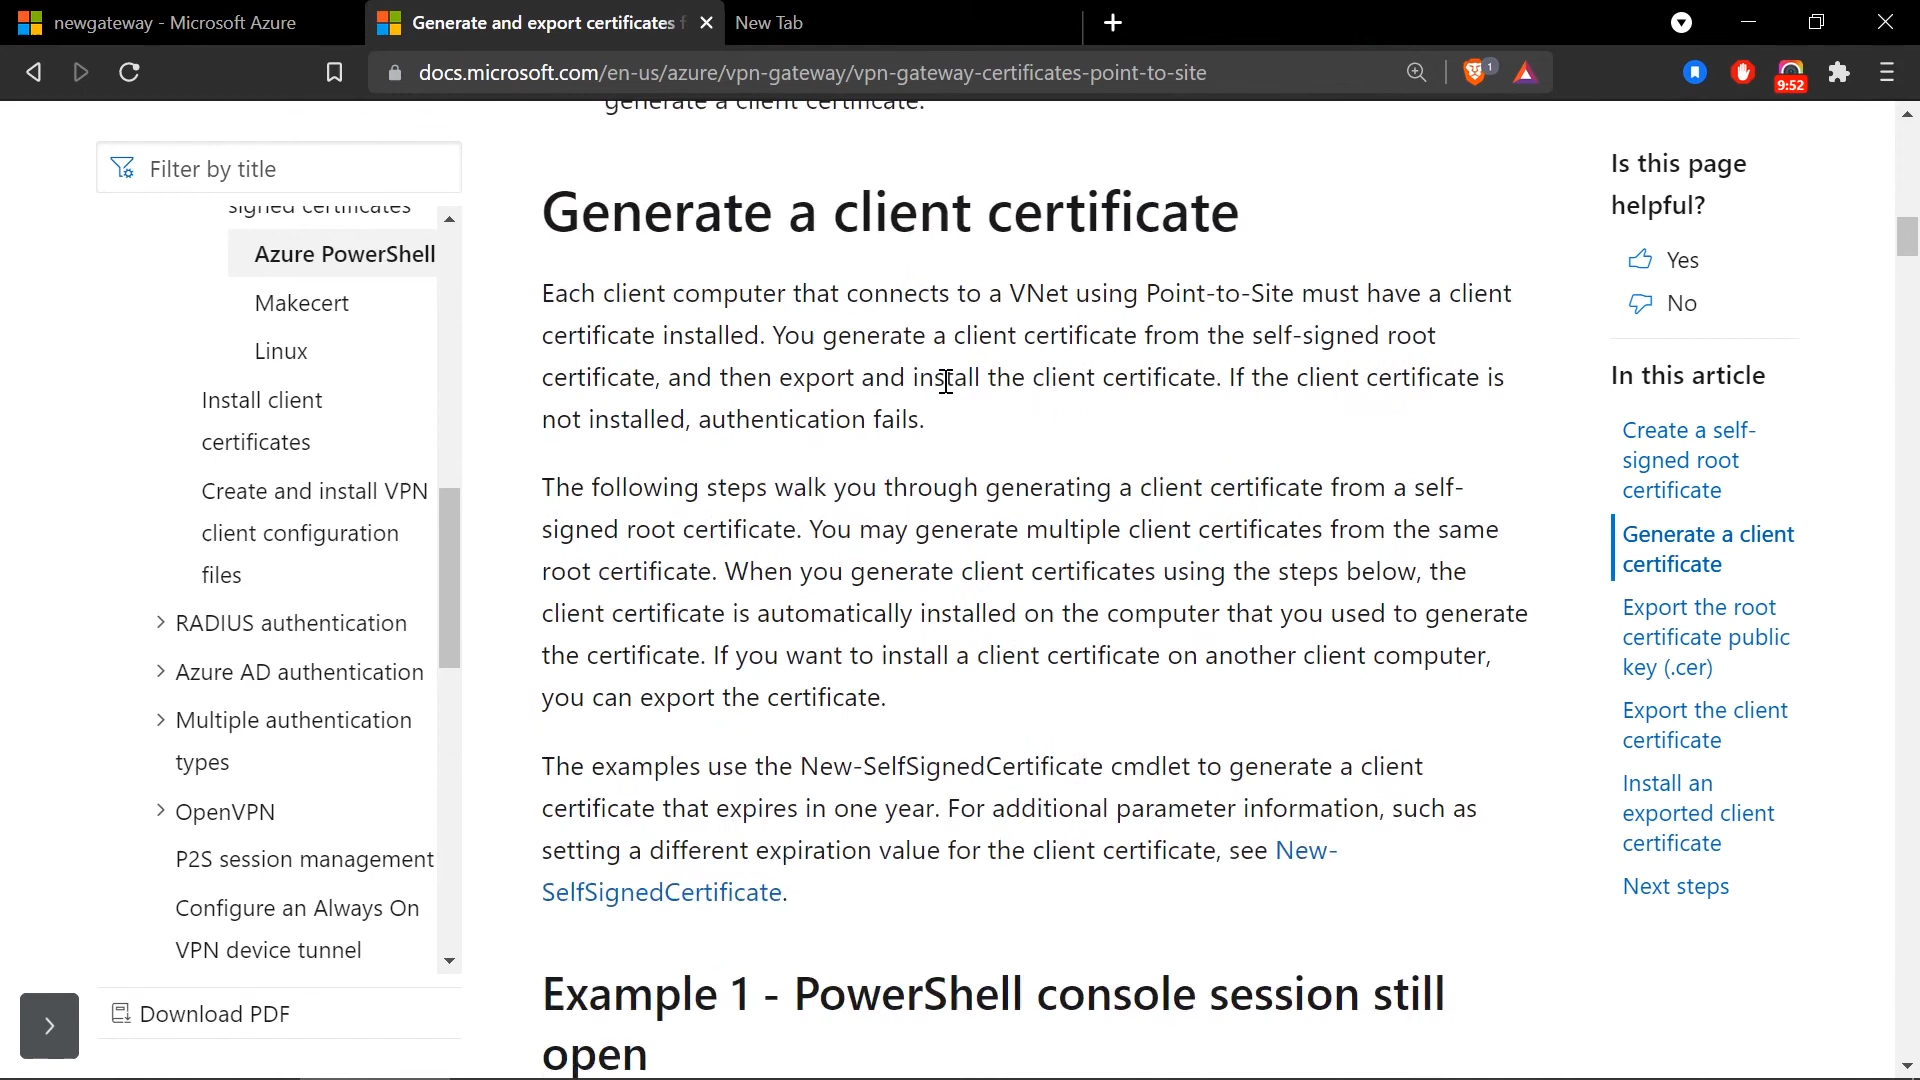 newgateway - Microsoft Azure
Generate and export certificates f
New Tab
docs.microsoft.com/en-us/azure/vpn-gateway/vpn-gateway-certificates-point-to-site
1
9:52
generate a client certificate.
Filter by title
signed certificates
Azure PowerShell
Makecert
Linux
Install client
certificates
Create and install VPN
client configuration
files
RADIUS authentication
Azure AD authentication
Multiple authentication
types
OpenVPN
P2S session management
Configure an Always On
VPN device tunnel
Download PDF
Generate a client certificate
Each client computer that connects to a VNet using Point-to-Site must have a client
certificate installed. You generate a client certificate from the self-signed root
certificate, and then export and install the client certificate. If the client certificate is
not installed, authentication fails.
The following steps walk you through generating a client certificate from a self-
signed root certificate. You may generate multiple client certificates from the same
root certificate. When you generate client certificates using the steps below, the
client certificate is automatically installed on the computer that you used to generate
the certificate. If you want to install a client certificate on another client computer,
you can export the certificate.
The examples use the New-SelfSignedCertificate cmdlet to generate a client
certificate that expires in one year. For additional parameter information, such as
setting a different expiration value for the client certificate, see New-
SelfSignedCertificate.
Example 1 - PowerShell console session still
open
Is this page
helpful?
Yes
No
In this article
Create a self-
signed root
certificate
Generate a client
certificate
Export the root
certificate public
key (.cer)
Export the client
certificate
Install an
exported client
certificate
Next steps